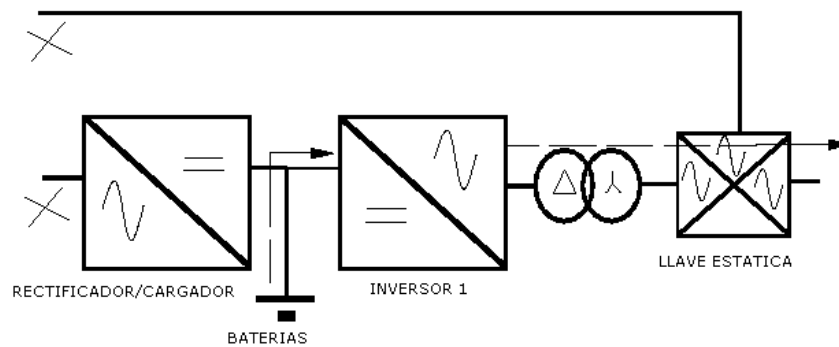 RECTIFICADOR/CARGADOR
BATERIAS
INVERSOR 1
LLAVE ESTATICA